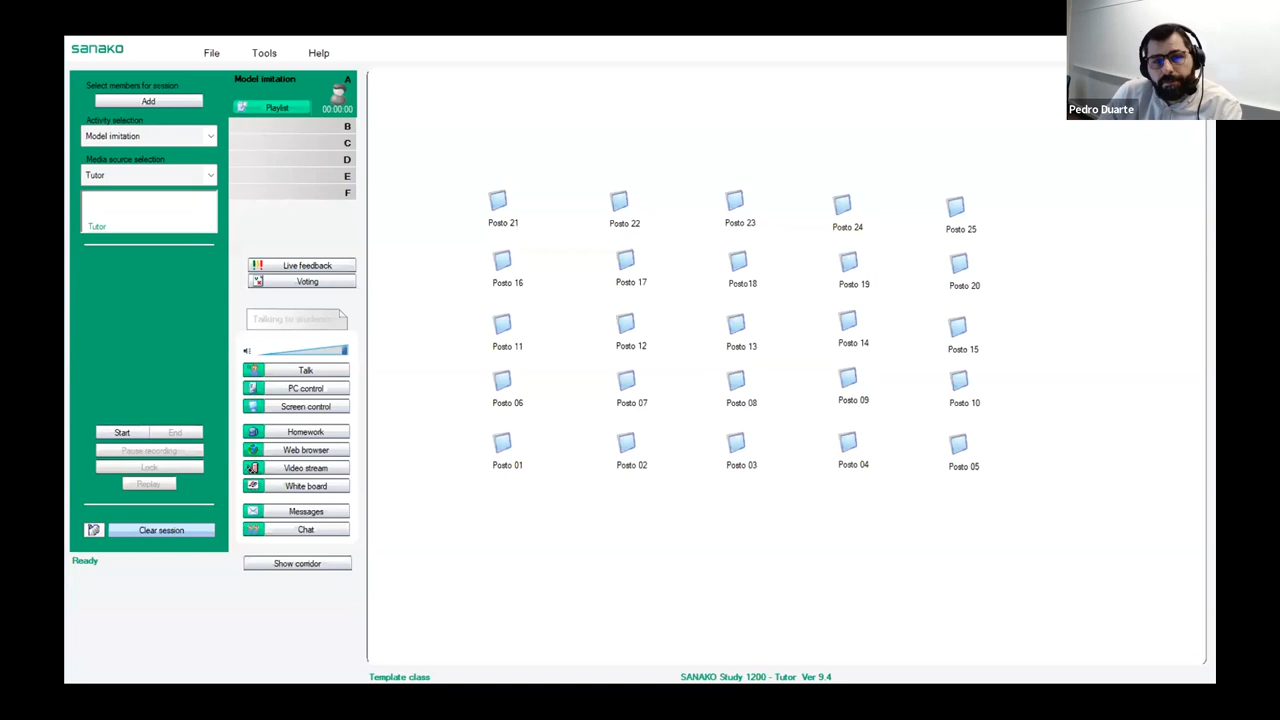 sanako
File Tools Help
Pedro Duarte
Select members for session
Add
Activity selection
Model imitation
Media source selection
Tutor
Tutor
Start End
Pause recording
Lock
Replay
Clear session
Ready
Model imitation A
Playlist 00:00:00
B
C
D
E
F
Live feedback
Voting
Talking to
Talk
PC control
Screen control
Homework
Web browser
Video stream
White board
Messages
Chat
Show corridor
Posto 21 Posto 22 Posto 23 Posto 24 Posto 25
Posto 16 Posto 17 Posto18 Posto 19 Posto 20
Posto 11 Posto 12 Posto 13 Posto 14 Posto 15
Posto 06 Posto 07 Posto 08 Posto 09 Posto 10
Posto 01 Posto 02 Posto 03 Posto 04 Posto 05
Template class SANAKO Study 1200 - Tutor Ver 9.4